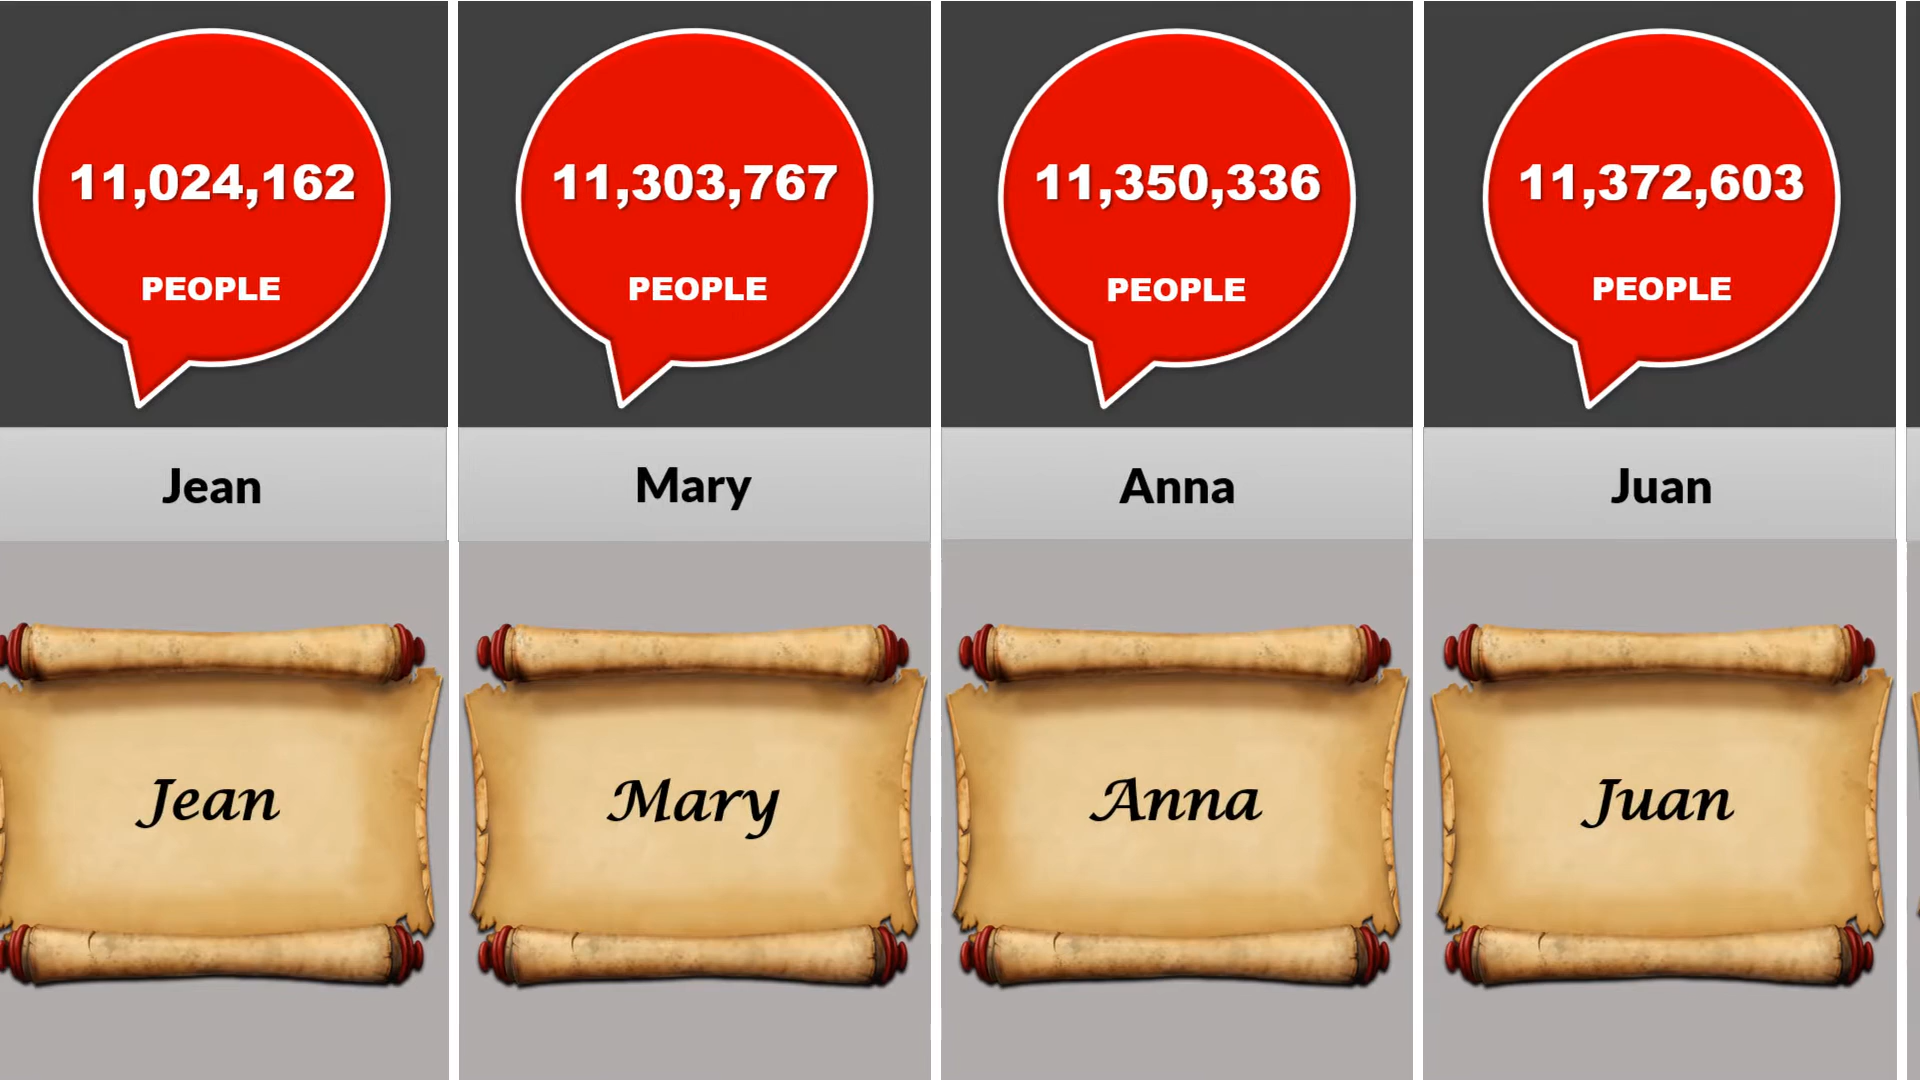 11,024,162
PEOPLE
Jean
Jean
11,303,767
PEOPLE
Mary
Mary
11,350,336
PEOPLE
Anna
Anna
11,372,603
PEOPLE
Juan
Juan